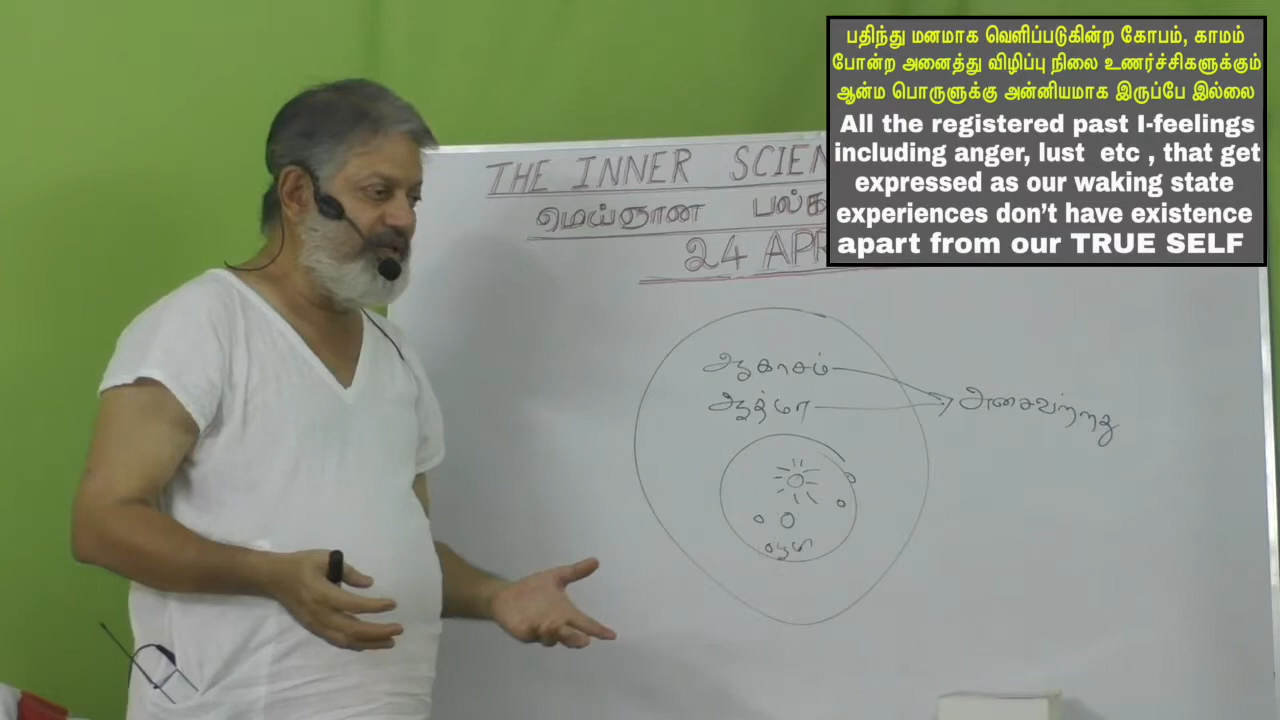 பதிந்து மனமாக வெளிப்படுகின்ற கோபம், காமம்
போன்ற அனைத்து விழிப்பு நிலை உணர்ச்சிகளுக்கும்
ஆன்ம பொருளுக்கு அன்னியமாக இருப்பே இல்லை
All the registered past I-feelings
including anger, lust etc , that get
expressed as our waking state
experiences don't have existence
apart from our TRUE SELF
THE INNER SCIEN
மெய்ஞான பல்க
24 APR
ஆகாசம்
ஆத்மா
அசைவற்றது
பூமி